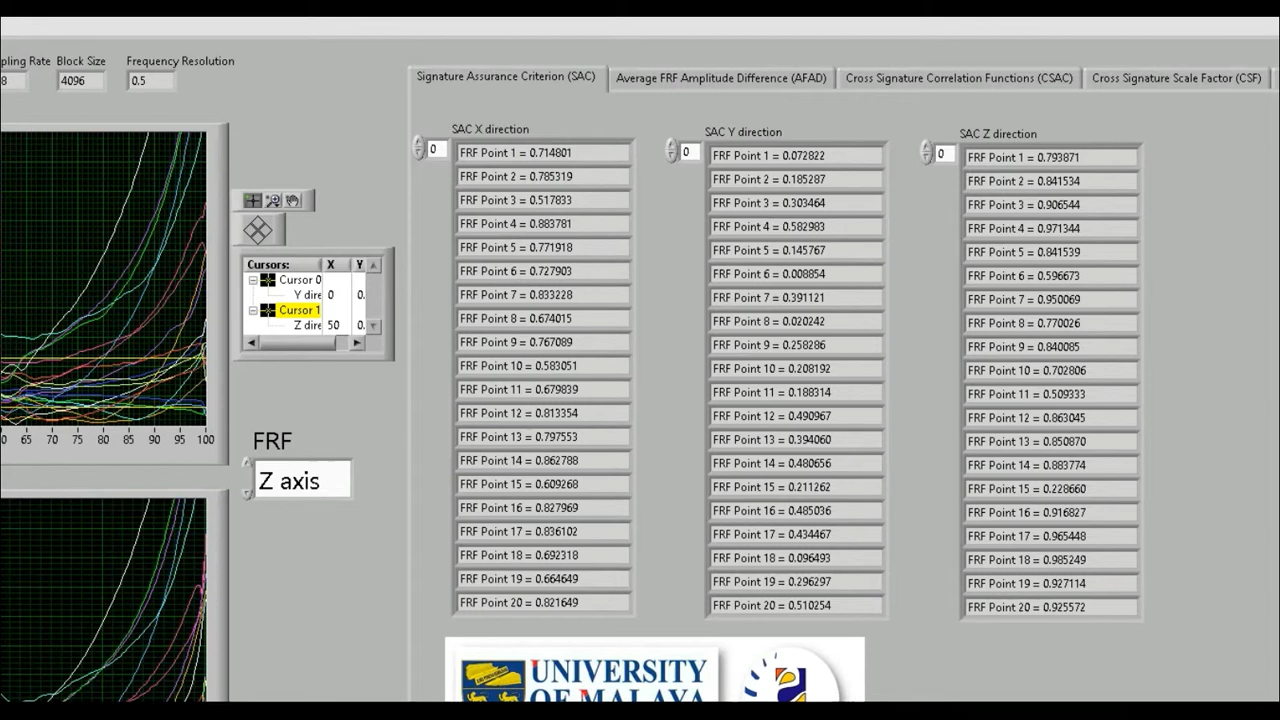 pling Rate Block Size Frequency Resolution
8 4096 0.5
Signature Assurance Criterion (SAC) Average FRF Amplitude Difference (AFAD) Cross Signature Correlation Functions (CSAC) Cross Signature Scale Factor (CSF)
SAC X direction
0
FRF Point 1 = 0.714801
FRF Point 2 = 0.785319
FRF Point 3 = 0.517833
FRF Point 4 = 0.883781
FRF Point 5 = 0.771918
FRF Point 6 = 0.727903
FRF Point 7 = 0.833228
FRF Point 8 = 0.674015
FRF Point 9 = 0.767089
FRF Point 10 = 0.583051
FRF Point 11 = 0.679839
FRF Point 12 = 0.813354
FRF Point 13 = 0.797553
FRF Point 14 = 0.862788
FRF Point 15 = 0.609268
FRF Point 16 = 0.827969
FRF Point 17 = 0.836102
FRF Point 18 = 0.692318
FRF Point 19 = 0.664649
FRF Point 20 = 0.821649
SAC Y direction
0
FRF Point 1 = 0.072822
FRF Point 2 = 0.185287
FRF Point 3 = 0.303464
FRF Point 4 = 0.582983
FRF Point 5 = 0.145767
FRF Point 6 = 0.008854
FRF Point 7 = 0.391121
FRF Point 8 = 0.020242
FRF Point 9 = 0.258286
FRF Point 10 = 0.208192
FRF Point 11 = 0.188314
FRF Point 12 = 0.490967
FRF Point 13 = 0.394060
FRF Point 14 = 0.480656
FRF Point 15 = 0.211262
FRF Point 16 = 0.485036
FRF Point 17 = 0.434467
FRF Point 18 = 0.096493
FRF Point 19 = 0.296297
FRF Point 20 = 0.510254
SAC Z direction
0
FRF Point 1 = 0.793871
FRF Point 2 = 0.841534
FRF Point 3 = 0.906544
FRF Point 4 = 0.971344
FRF Point 5 = 0.841539
FRF Point 6 = 0.596673
FRF Point 7 = 0.950069
FRF Point 8 = 0.770026
FRF Point 9 = 0.840085
FRF Point 10 = 0.702806
FRF Point 11 = 0.509333
FRF Point 12 = 0.863045
FRF Point 13 = 0.850870
FRF Point 14 = 0.883774
FRF Point 15 = 0.228660
FRF Point 16 = 0.916827
FRF Point 17 = 0.965448
FRF Point 18 = 0.985249
FRF Point 19 = 0.927114
FRF Point 20 = 0.925572
Cursors: X Y
Cursor 0
Y dire 0 0.
Cursor 1
Z dire 50 0.
0 65 70 75 80 85 90 95 100
FRF
Z axis
UNIVERSITY
OF MALAYA